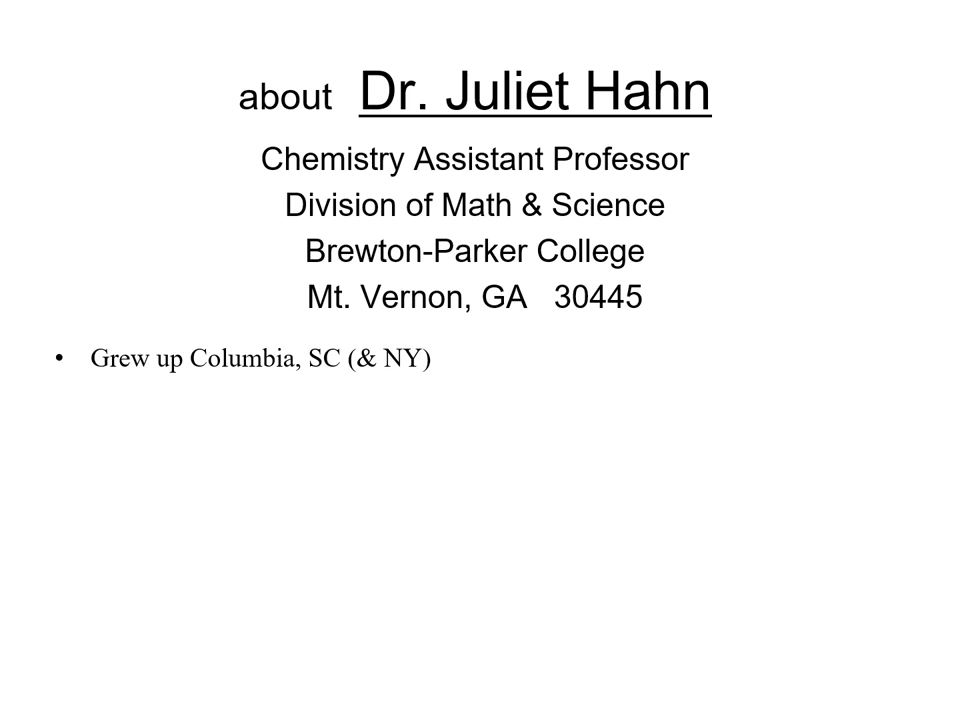 about Dr. Juliet Hahn
Chemistry Assistant Professor
Division of Math & Science
Brewton-Parker College
Mt. Vernon, GA 30445
• Grew up Columbia, SC (& NY)